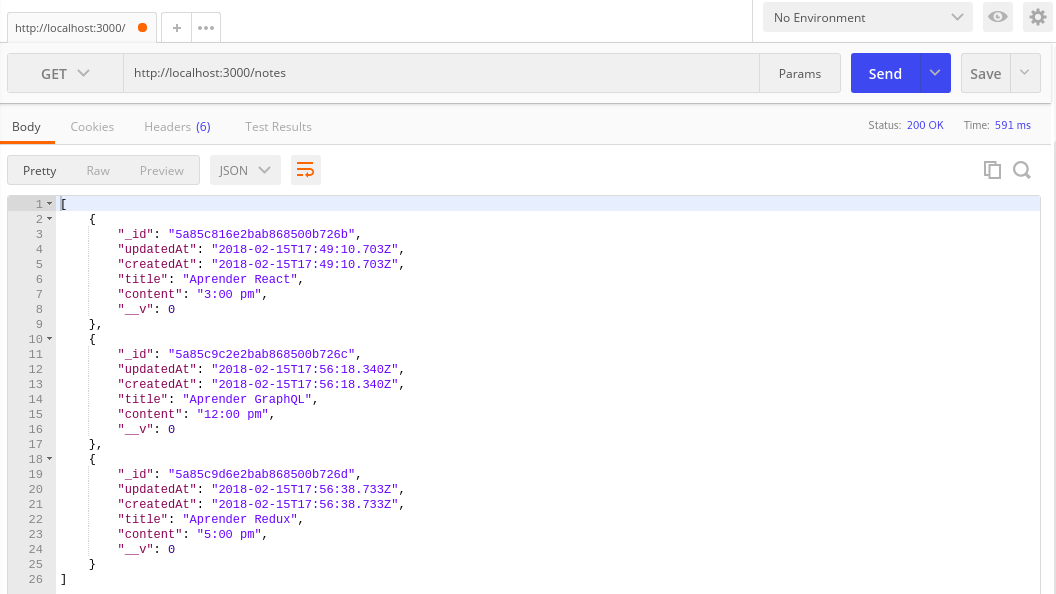 http://localhost:3000/
No Environment
GET http://localhost:3000/notes Params Send Save
Body Cookies Headers (6) Test Results Status: 200 OK Time: 591 ms
Pretty Raw Preview JSON
1 [
2 {
3 "_id": "5a85c816e2bab868500b726b",
4 "updatedAt": "2018-02-15T17:49:10.703Z",
5 "createdAt": "2018-02-15T17:49:10.703Z",
6 "title": "Aprender React",
7 "content": "3:00 pm",
8 "__v": 0
9 },
10 {
11 "_id": "5a85c9c2e2bab868500b726c",
12 "updatedAt": "2018-02-15T17:56:18.340Z",
13 "createdAt": "2018-02-15T17:56:18.340Z",
14 "title": "Aprender GraphQL",
15 "content": "12:00 pm",
16 "__v": 0
17 },
18 {
19 "_id": "5a85c9d6e2bab868500b726d",
20 "updatedAt": "2018-02-15T17:56:38.733Z",
21 "createdAt": "2018-02-15T17:56:38.733Z",
22 "title": "Aprender Redux",
23 "content": "5:00 pm",
24 "__v": 0
25 }
26 ]